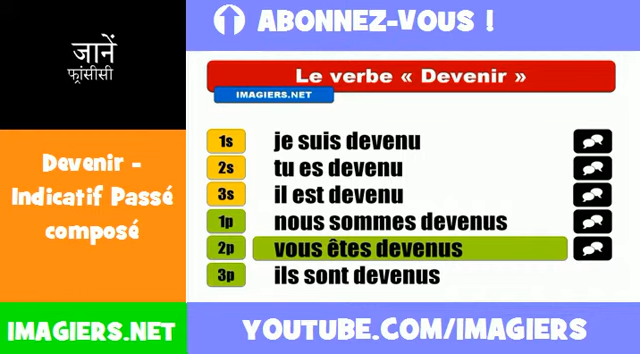 जानें
फ्रांसीसी
Devenir -
Indicatif Passé
composé
IMAGIERS.NET
ABONNEZ-VOUS !
Le verbe « Devenir »
IMAGIERS.NET
1s je suis devenu
2s tu es devenu
3s il est devenu
1p nous sommes devenus
2p vous êtes devenus
3p ils sont devenus
YOUTUBE.COM/IMAGIERS